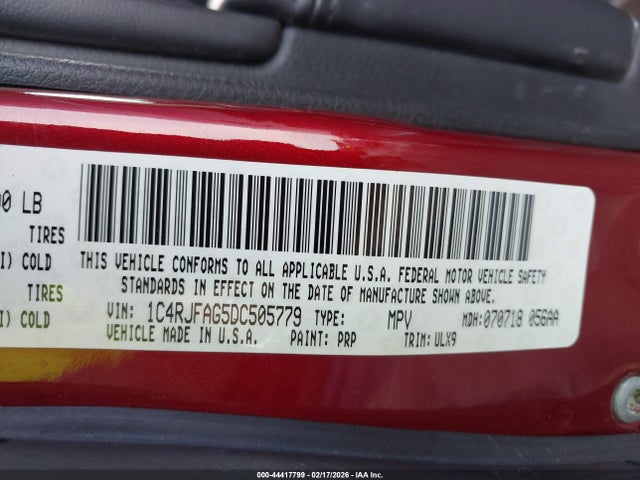 00 LB
TIRES
I) COLD
TIRES
I) COLD
THIS VEHICLE CONFORMS TO ALL APPLICABLE U.S.A. FEDERAL MOTOR VEHICLE SAFETY
STANDARDS IN EFFECT ON THE DATE OF MANUFACTURE SHOWN ABOVE.
VIN: 1C4RJFAG5DC505779 TYPE: MPV MDH:070718 056AA
VEHICLE MADE IN U.S.A. PAINT: PRP TRIM:ULX9
000-44417799 - 02/17/2026 - IAA Inc.